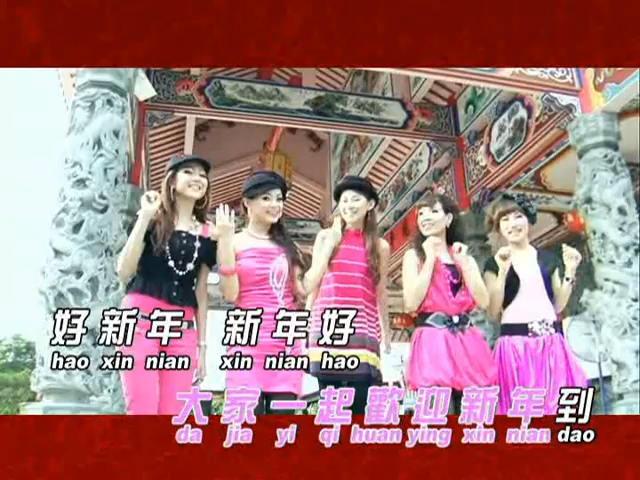 好新年 新年好
hao xin nian xin nian hao
大家一起歡迎新年到
da jia yi qi huan ying xin nian dao